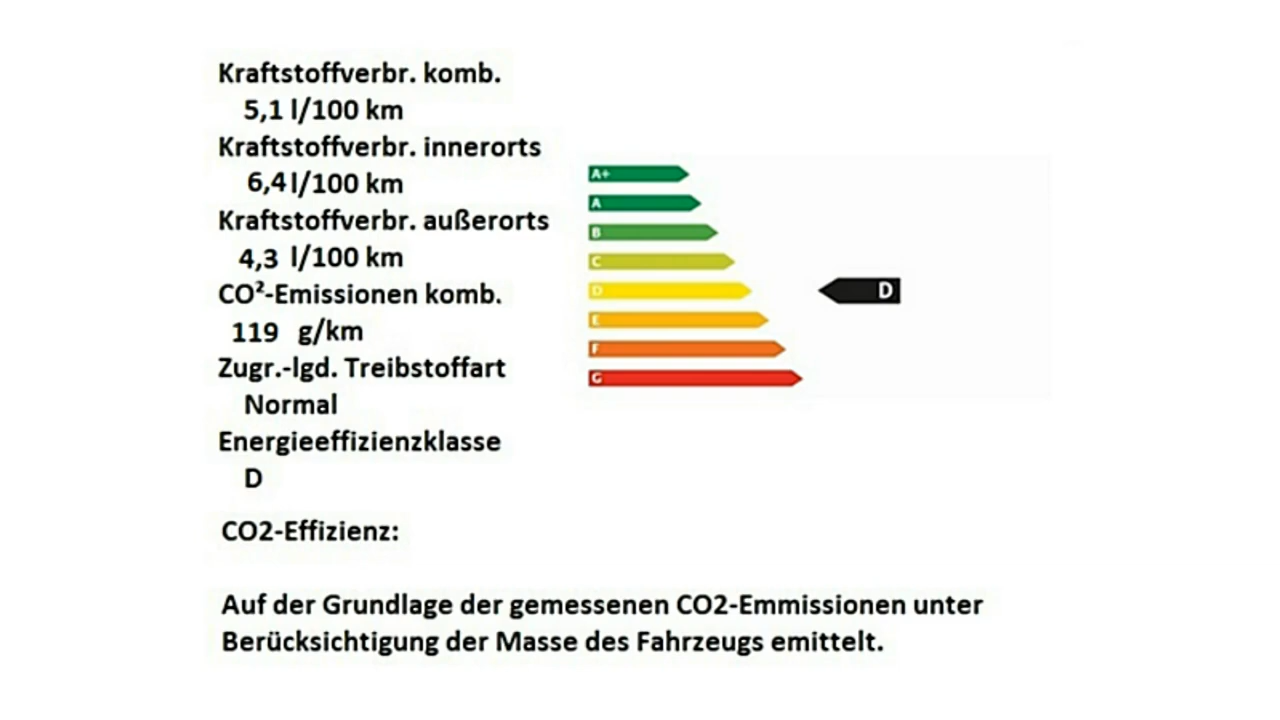 Kraftstoffverbr. komb.
5,1 l/100 km
Kraftstoffverbr. innerorts
6,4 l/100 km
Kraftstoffverbr. außerorts
4,3 l/100 km
CO²-Emissionen komb.
119 g/km
Zugr.-lgd. Treibstoffart
Normal
Energieeffizienzklasse
D
A+
A
B
C
D
D
E
F
G
CO2-Effizienz:
Auf der Grundlage der gemessenen CO2-Emmissionen unter
Berücksichtigung der Masse des Fahrzeugs emittelt.